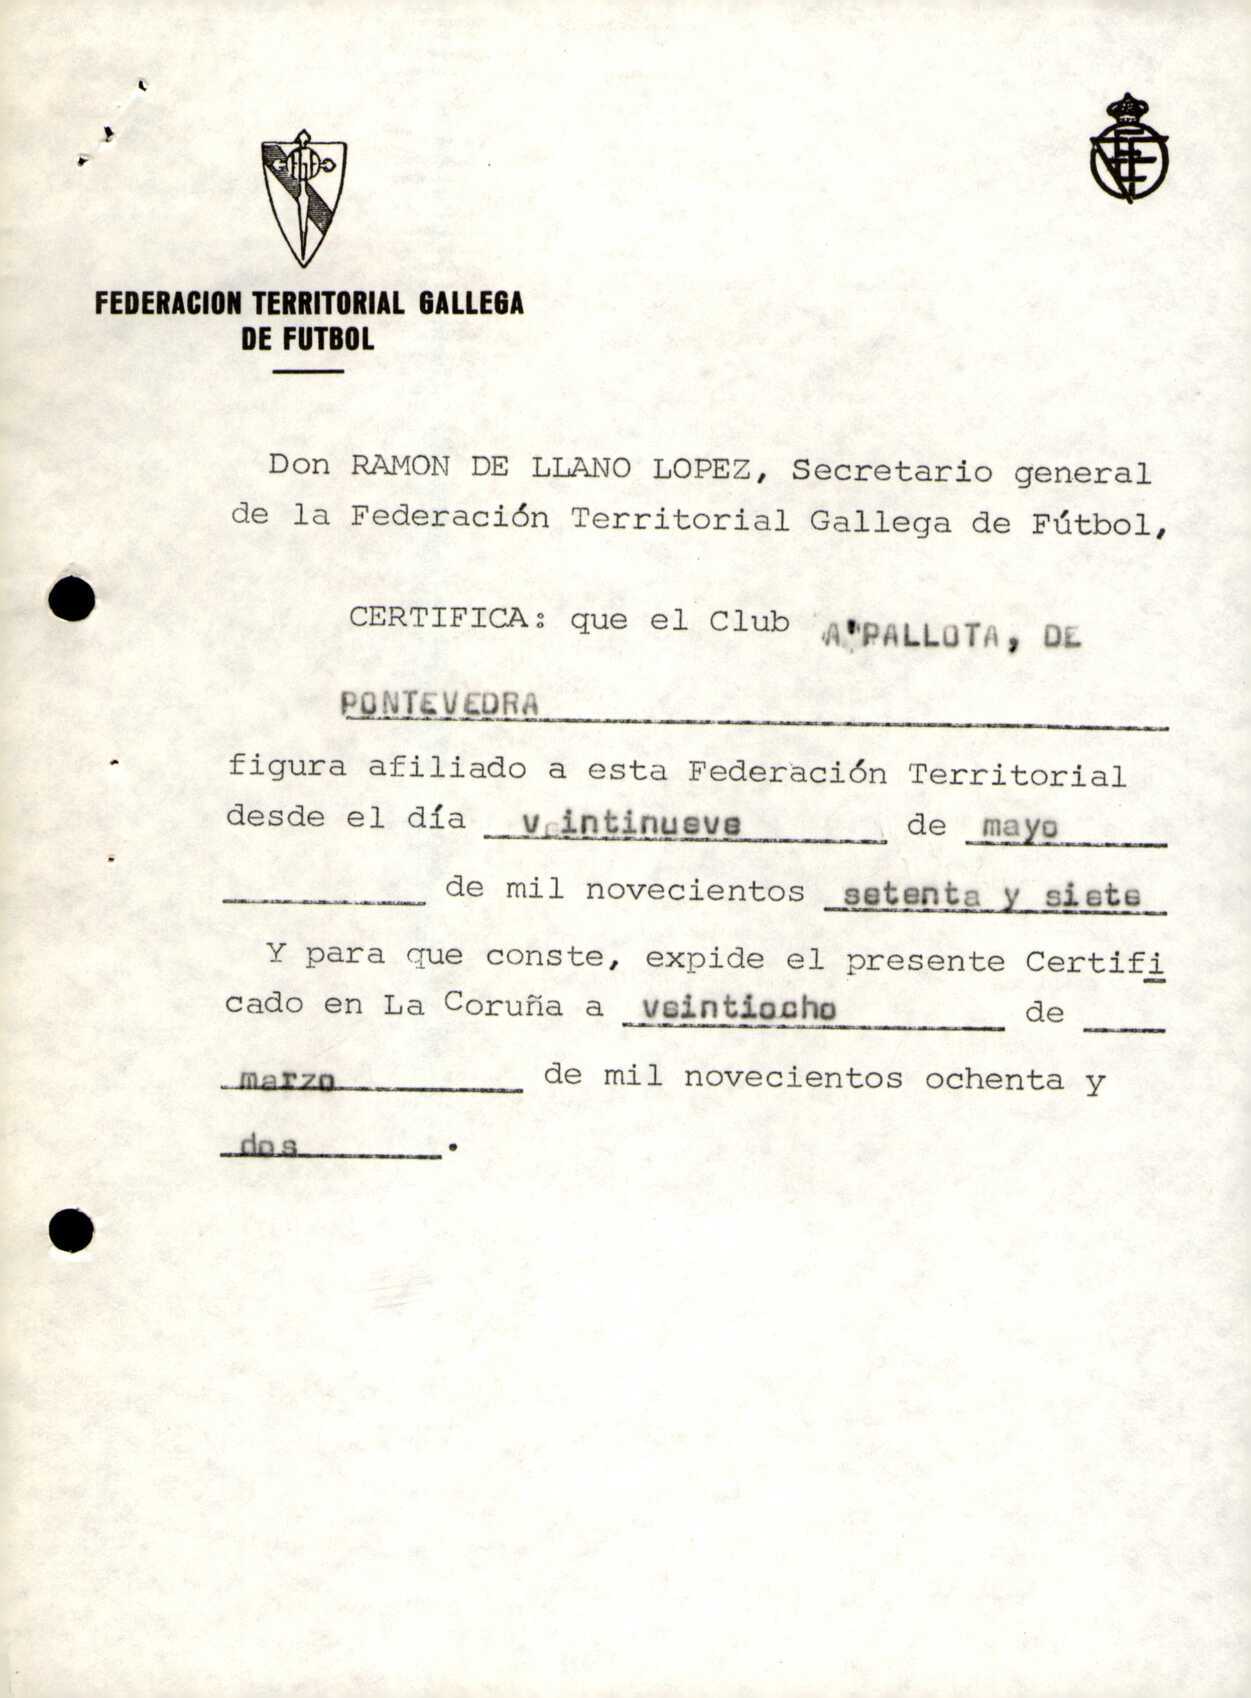 FEDERACION TERRITORIAL GALLEGA
DE FUTBOL
Don RAMON DE LLANO LOPEZ, Secretario general
de la Federación Territorial Gallega de Fútbol,
CERTIFICA: que el Club A'PALLOTA, DE
PONTEVEDRA
figura afiliado a esta Federación Territorial
desde el día veintinueve de mayo
de mil novecientos setenta y siete
Y para que conste, expide el presente Certifi
cado en La Coruña a veintiocho de
marzo de mil novecientos ochenta y
dos .